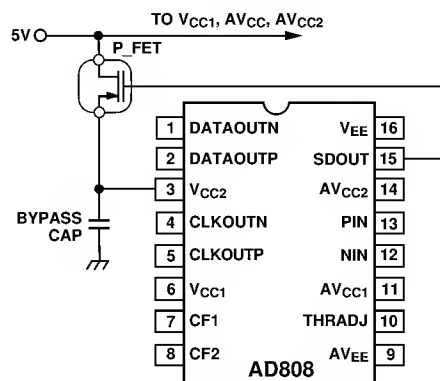 TO VCC1, AVCC, AVCC2
5V
P_FET
1 DATAOUTN
2 DATAOUTP
3 VCC2
4 CLKOUTN
5 CLKOUTP
6 VCC1
7 CF1
8 CF2
VEE 16
SDOUT 15
AVCC2 14
PIN 13
NIN 12
AVCC1 11
THRADJ 10
AVEE 9
AD808
BYPASS
CAP